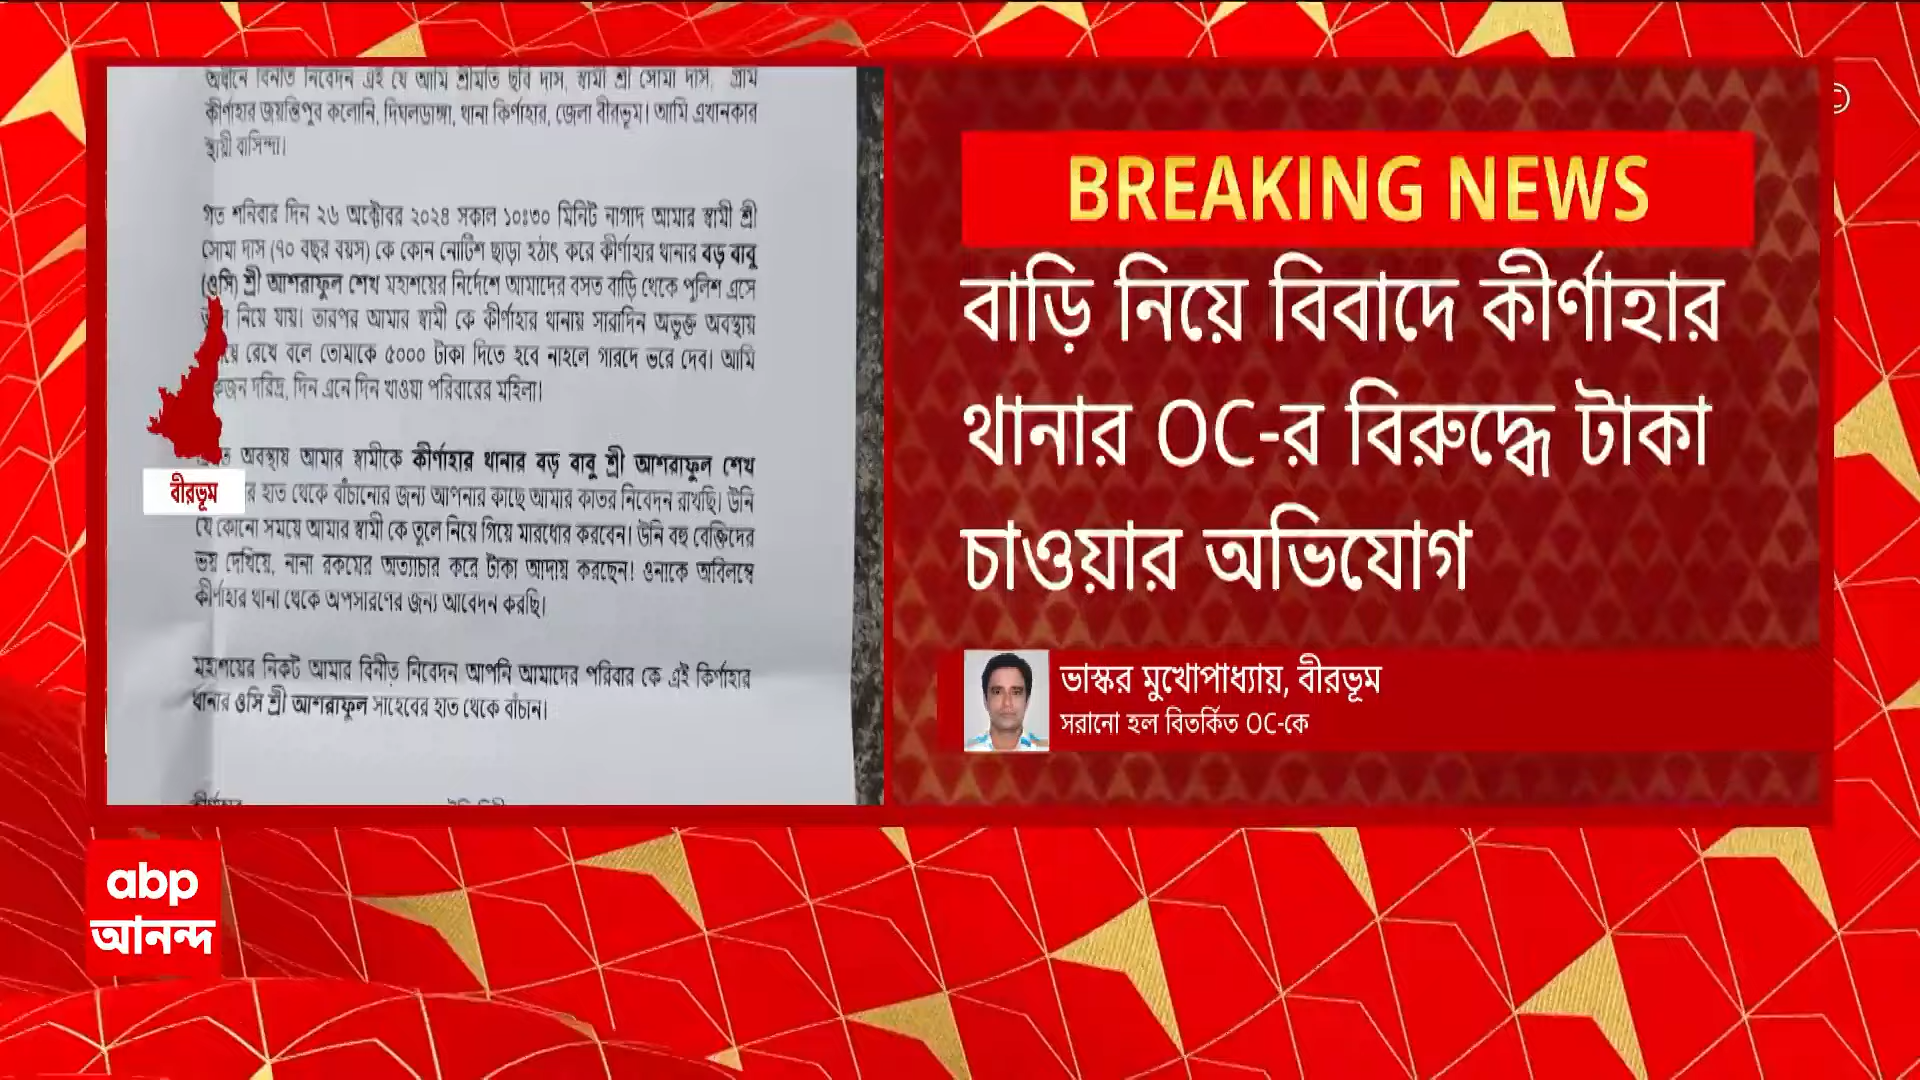 অধীনে বিনীত নিবেদন এই যে আমি শ্রীমতি ছবি দাস, স্বামী শ্রী সোমা দাস, গ্রাম
কীর্ণাহার জয়ন্তিপুর কলোনি, দিঘলডাঙ্গা, থানা কির্ণাহার, জেলা বীরভূম। আমি এখানকার
স্থায়ী বাসিন্দা।
গত শনিবার দিন ২৬ অক্টোবর ২০২৪ সকাল ১০ঃ৩০ মিনিট নাগাদ আমার স্বামী শ্রী
সোমা দাস (৭০ বছর বয়স) কে কোন নোটিশ ছাড়া হঠাৎ করে কীর্ণাহার থানার বড় বাবু
(ওসি) শ্রী আশরাফুল শেখ মহাশয়ের নির্দেশে আমাদের বসত বাড়ি থেকে পুলিশ এসে
নিয়ে যায়। তারপর আমার স্বামী কে কীর্ণাহার থানায় সারাদিন অভুক্ত অবস্থায়
রেখে বলে তোমাকে ৫০০০ টাকা দিতে হবে নাহলে গারদে ভরে দেব। আমি
দরিদ্র, দিন এনে দিন খাওয়া পরিবারের মহিলা।
অবস্থায় আমার স্বামীকে কীর্ণাহার থানার বড় বাবু শ্রী আশরাফুল শেখ
হাত থেকে বাঁচানোর জন্য আপনার কাছে আমার কাতর নিবেদন রাখছি। উনি
যে কোনো সময়ে আমার স্বামী কে তুলে নিয়ে গিয়ে মারধোর করবেন। উনি বহু বেক্তিদের
ভয় দেখিয়ে, নানা রকমের অত্যাচার করে টাকা আদায় করছেন! ওনাকে অবিলম্বে
কীর্ণাহার থানা থেকে অপসারণের জন্য আবেদন করছি।
মহাশয়ের নিকট আমার বিনীত নিবেদন আপনি আমাদের পরিবার কে এই কির্ণাহার
থানার ওসি শ্রী আশরাফুল সাহেবের হাত থেকে বাঁচান।
বীরভূম
BREAKING NEWS
বাড়ি নিয়ে বিবাদে কীর্ণাহার
থানার OC-র বিরুদ্ধে টাকা
চাওয়ার অভিযোগ
ভাস্কর মুখোপাধ্যায়, বীরভূম
সরানো হল বিতর্কিত OC-কে
abp
আনন্দ
©